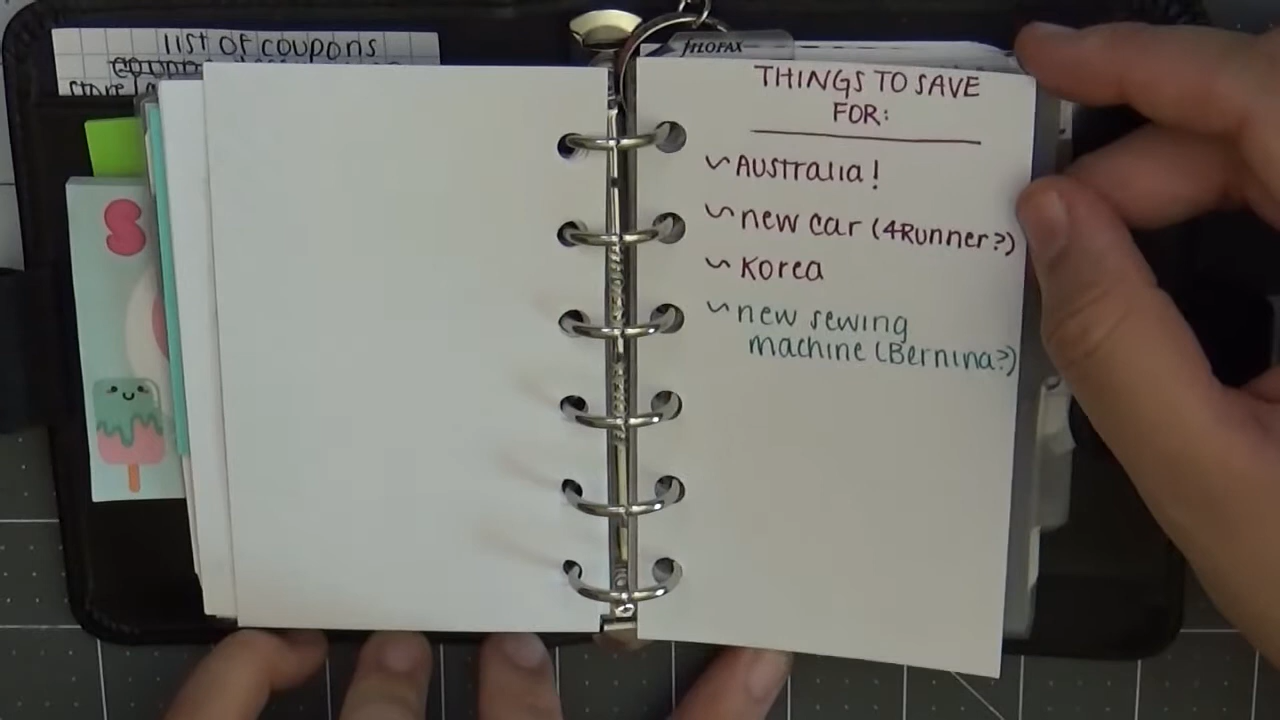 list of coupons
FILOFAX
THINGS TO SAVE
FOR:
~ Australia!
~ new car (4Runner?)
~ Korea
~ new sewing
machine (Bernina?)
S